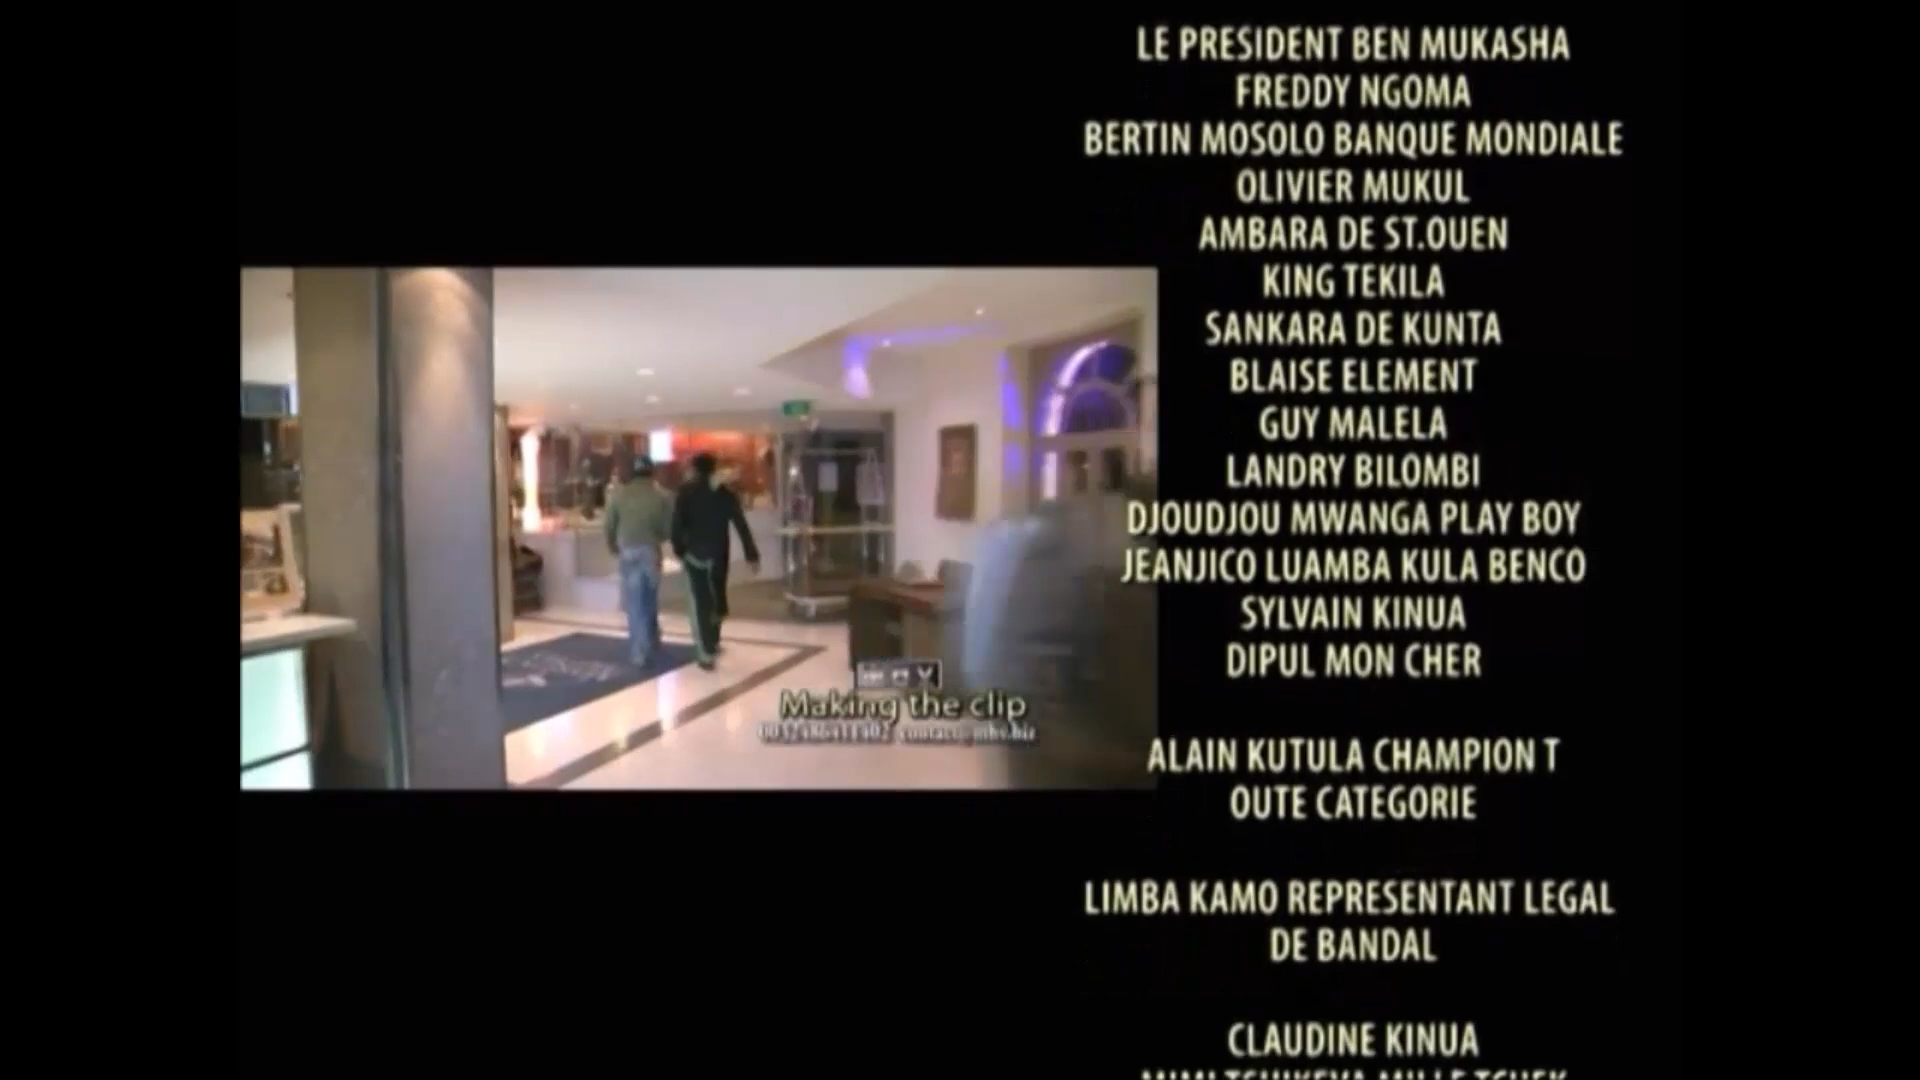 LE PRESIDENT BEN MUKASHA
FREDDY NGOMA
BERTIN MOSOLO BANQUE MONDIALE
OLIVIER MUKUL
AMBARA DE ST.OUEN
KING TEKILA
SANKARA DE KUNTA
BLAISE ELEMENT
GUY MALELA
LANDRY BILOMBI
DJOUDJOU MWANGA PLAY BOY
JEANJICO LUAMBA KULA BENCO
SYLVAIN KINUA
DIPUL MON CHER
ALAIN KUTULA CHAMPION T
OUTE CATEGORIE
LIMBA KAMO REPRESENTANT LEGAL
DE BANDAL
CLAUDINE KINUA
Making the clip